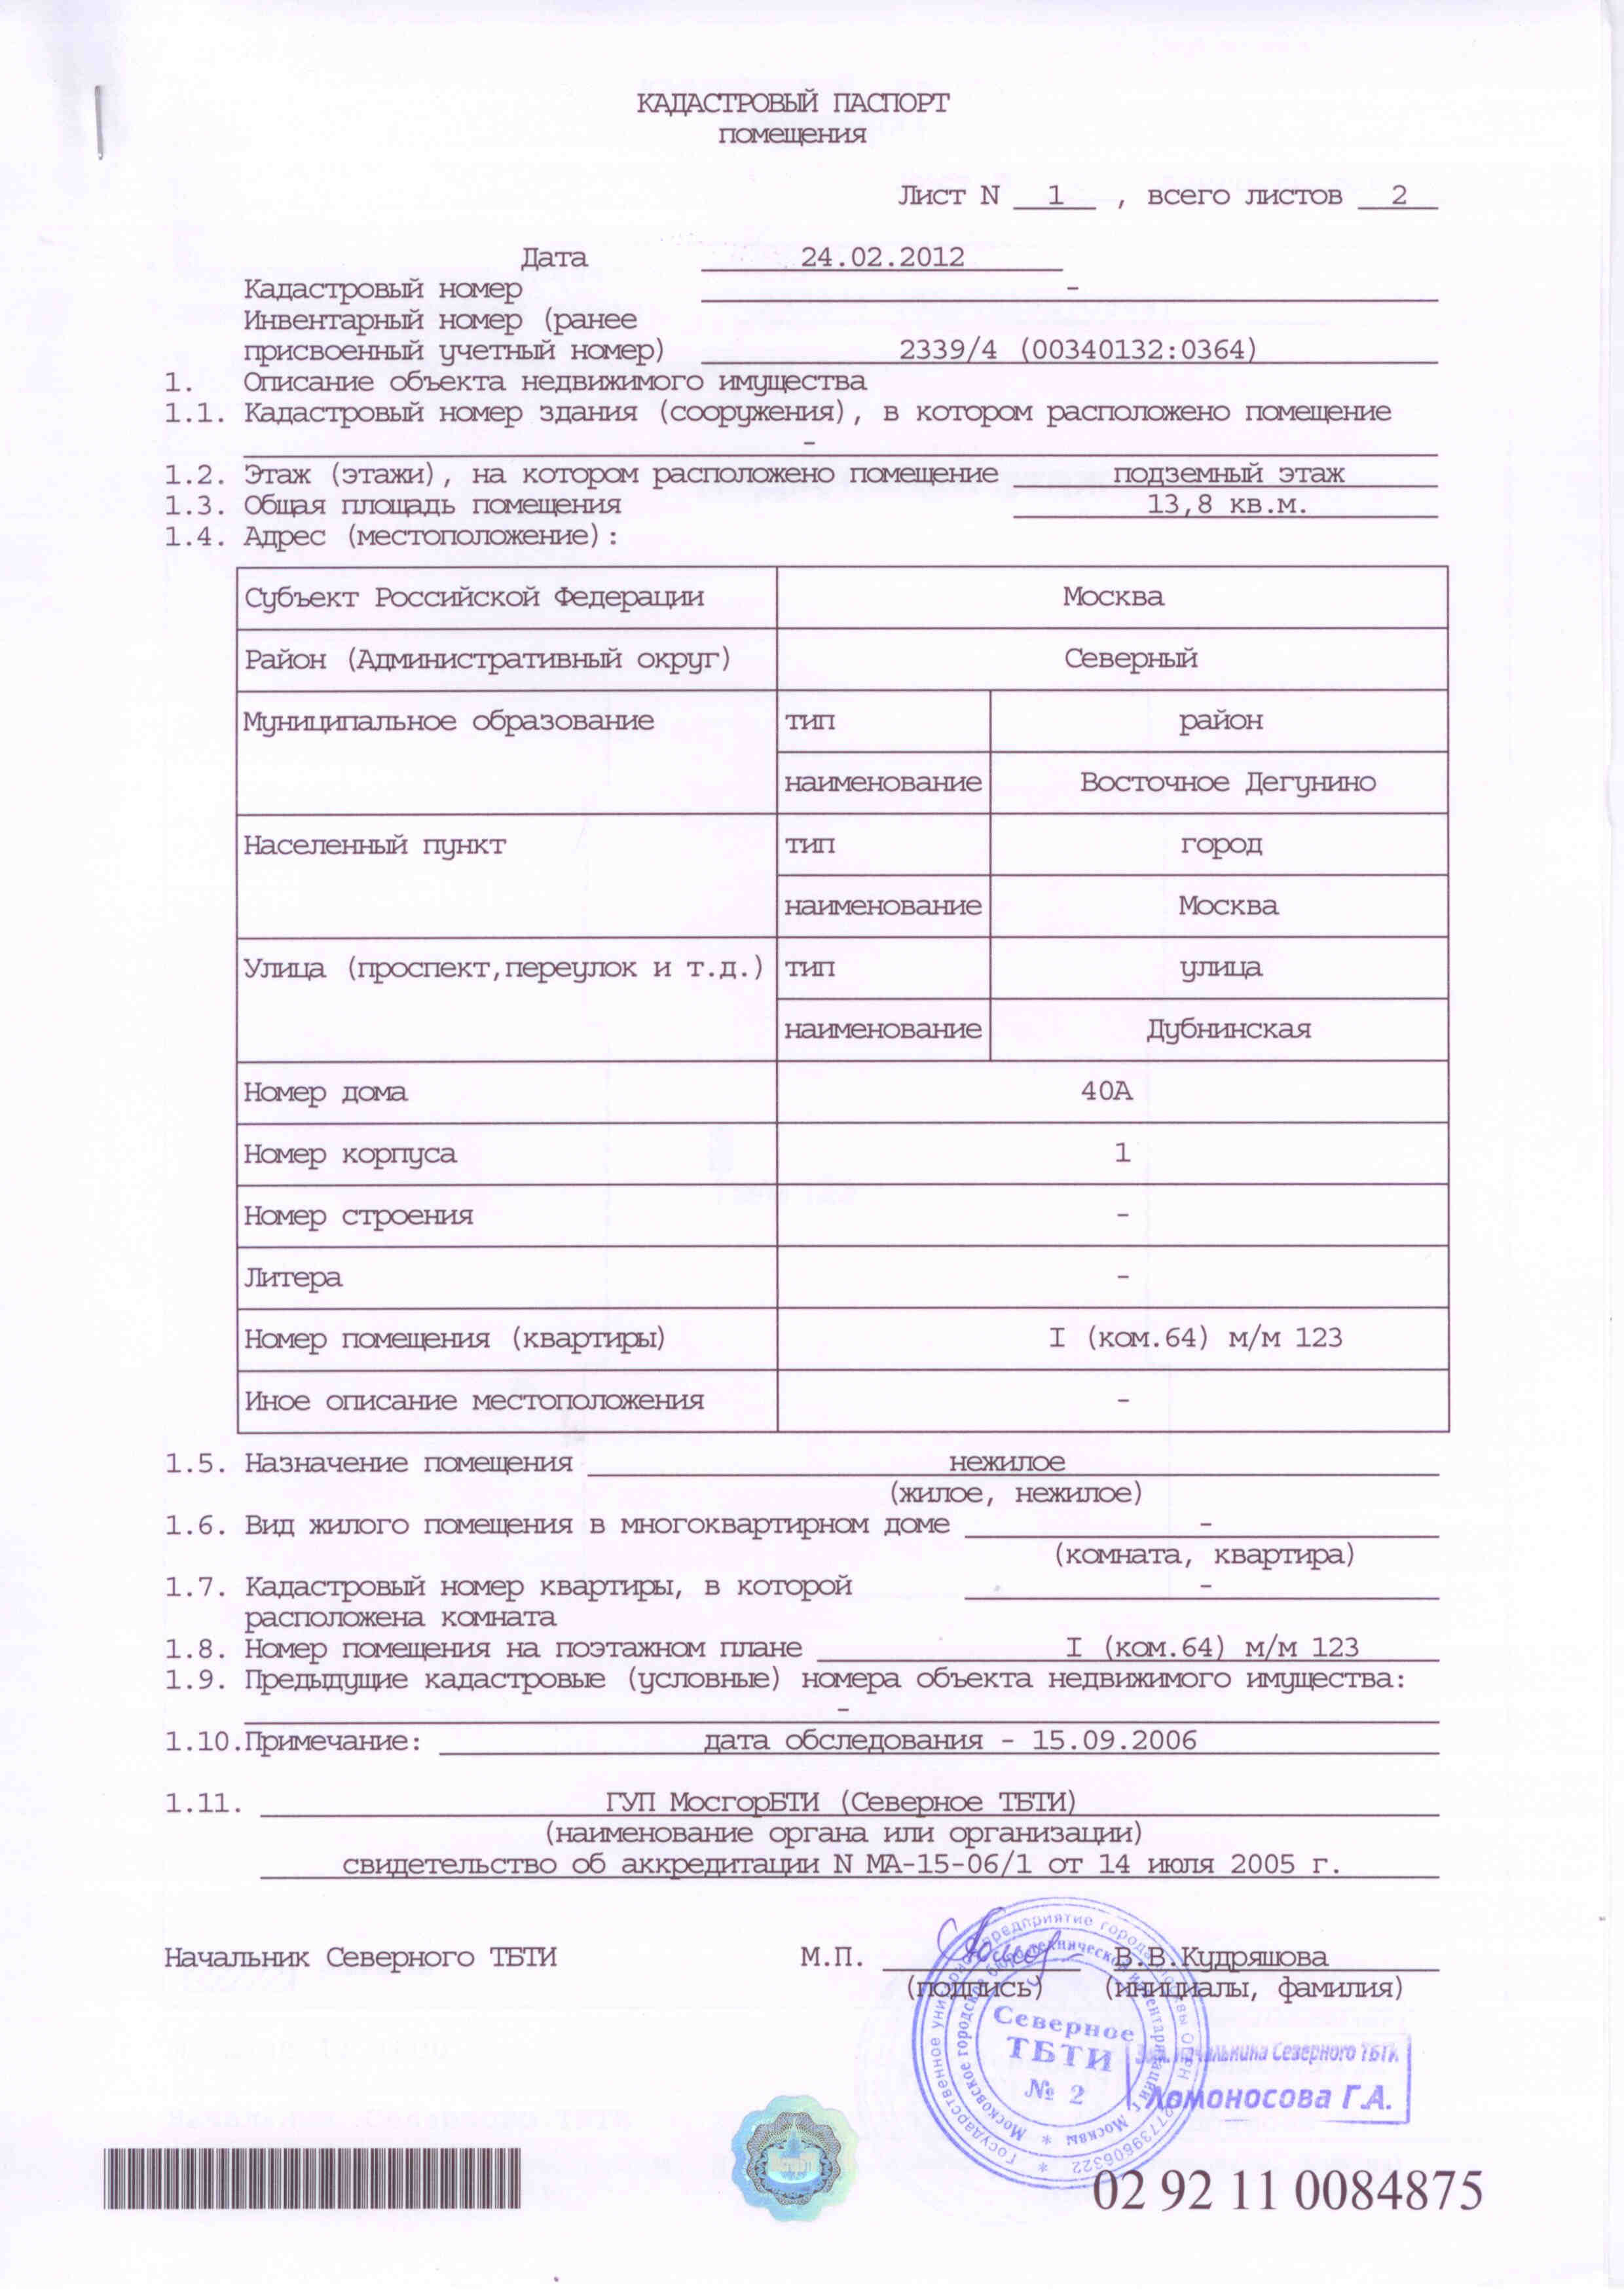 КАДАСТРОВЫЙ ПАСПОРТ
помещения
Лист N 1 , всего листов 2
Дата 24.02.2012
Кадастровый номер -
Инвентарный номер (ранее
присвоенный учетный номер) 2339/4 (00340132:0364)
1. Описание объекта недвижимого имущества
1.1. Кадастровый номер здания (сооружения), в котором расположено помещение
-
1.2. Этаж (этажи), на котором расположено помещение подземный этаж
1.3. Общая площадь помещения 13,8 кв.м.
1.4. Адрес (местоположение):
Субъект Российской Федерации Москва
Район (Административный округ) Северный
Муниципальное образование тип район
наименование Восточное Дегунино
Населенный пункт тип город
наименование Москва
Улица (проспект,переулок и т.д.) тип улица
наименование Дубнинская
Номер дома 40А
Номер корпуса 1
Номер строения -
Литера -
Номер помещения (квартиры) I (ком.64) м/м 123
Иное описание местоположения -
1.5. Назначение помещения нежилое
(жилое, нежилое)
1.6. Вид жилого помещения в многоквартирном доме -
(комната, квартира)
1.7. Кадастровый номер квартиры, в которой -
расположена комната
1.8. Номер помещения на поэтажном плане I (ком.64) м/м 123
1.9. Предыдущие кадастровые (условные) номера объекта недвижимого имущества:
-
1.10.Примечание: дата обследования - 15.09.2006
1.11. ГУП МосгорБТИ (Северное ТБТИ)
(наименование органа или организации)
свидетельство об аккредитации N МА-15-06/1 от 14 июля 2005 г.
Начальник Северного ТБТИ М.П. В.В.Кудряшова
(подпись) (инициалы, фамилия)
Северное
ТБТИ
№ 2
начальника Северного ТБТИ
Ломоносова Г.А.
02 92 11 0084875